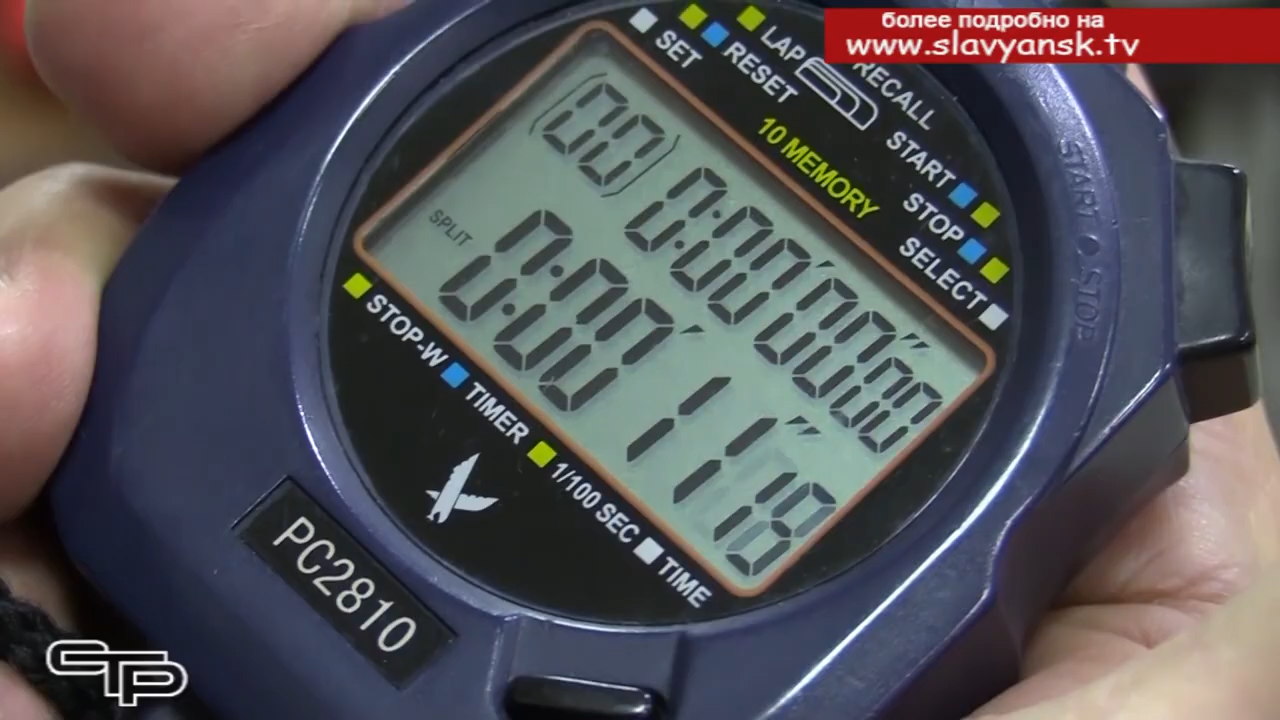 более подробно на
www.slavyansk.tv
SET
RESET
LAP
RECALL
START
STOP
SELECT
10 MEMORY
(00) 0:00'00"00
SPLIT
0:00'11"18
STOP-W TIMER 1/100 SEC TIME
START ● STOP
PC2810
СТР